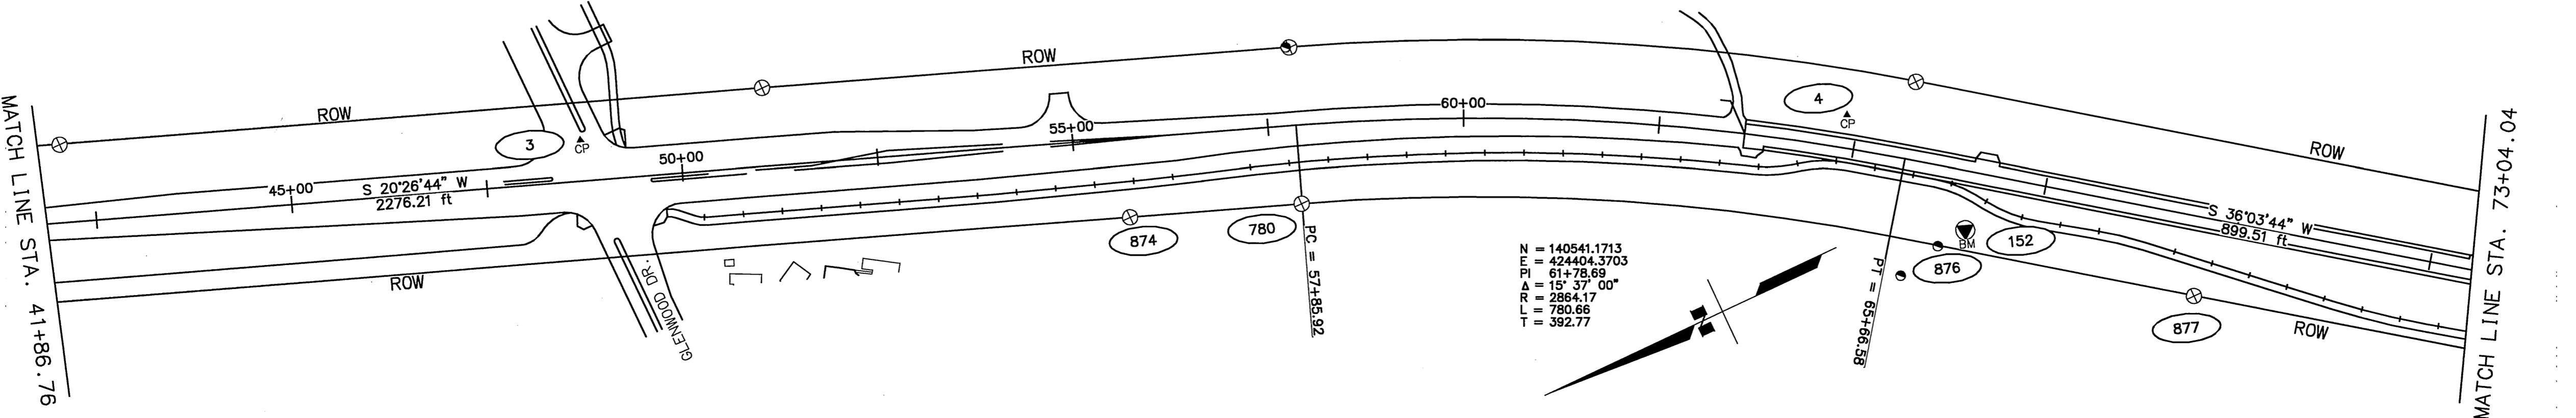 MATCH LINE STA. 41+86.76
ROW
3
CP
45+00
S 20°26'44" W
2276.21 ft
50+00
ROW
GLENWOOD DR.
ROW
55+00
874
780
PC = 57+85.92
60+00
N = 140541.1713
E = 424404.3703
PI 61+78.69
Δ = 15° 37' 00"
R = 2864.17
L = 780.66
T = 392.77
4
CP
PT = 65+66.58
BM
152
876
877
S 36°03'44" W
899.51 ft
ROW
ROW
MATCH LINE STA. 73+04.04